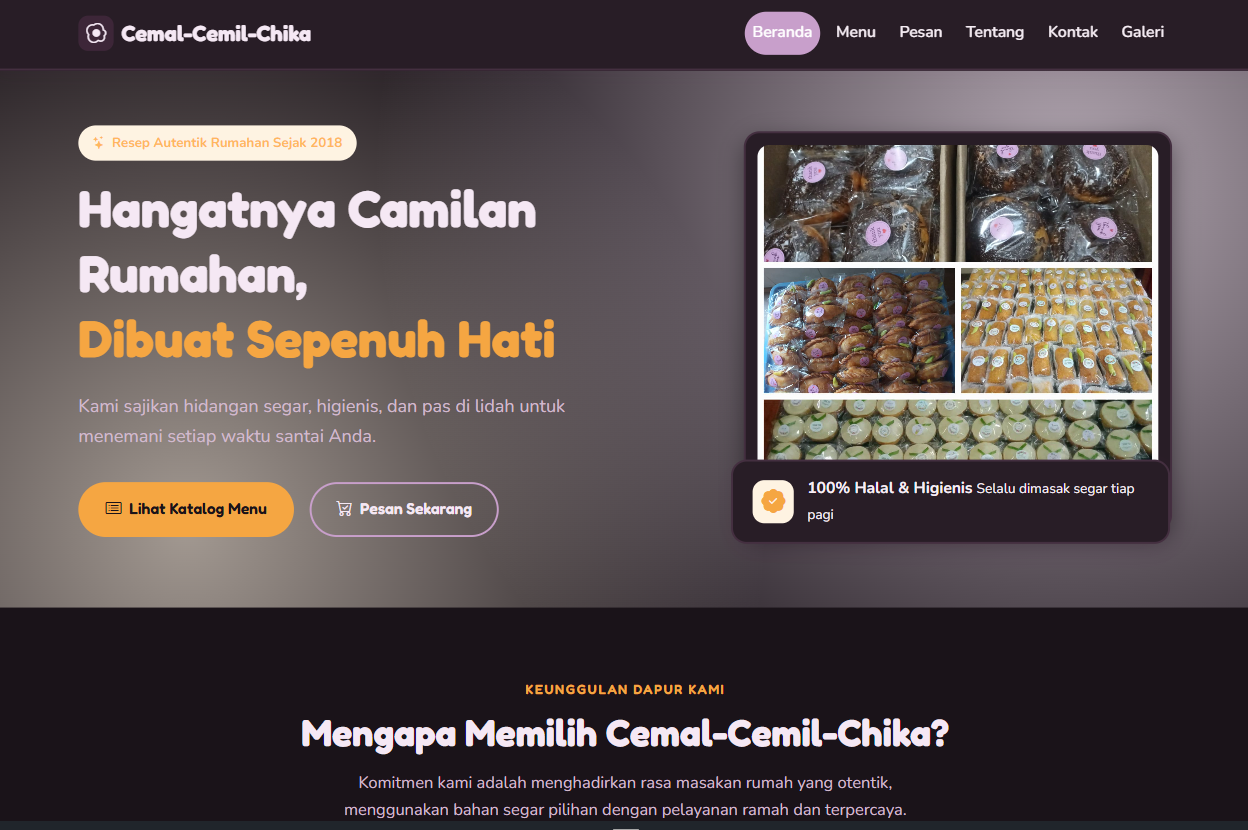 Cemal-Cemil-Chika
Beranda Menu Pesan Tentang Kontak Galeri
Resep Autentik Rumahan Sejak 2018
Hangatnya Camilan
Rumahan,
Dibuat Sepenuh Hati
Kami sajikan hidangan segar, higienis, dan pas di lidah untuk
menemani setiap waktu santai Anda.
Lihat Katalog Menu
Pesan Sekarang
100% Halal & Higienis Selalu dimasak segar tiap
pagi
KEUNGGULAN DAPUR KAMI
Mengapa Memilih Cemal-Cemil-Chika?
Komitmen kami adalah menghadirkan rasa masakan rumah yang otentik,
menggunakan bahan segar pilihan dengan pelayanan ramah dan terpercaya.